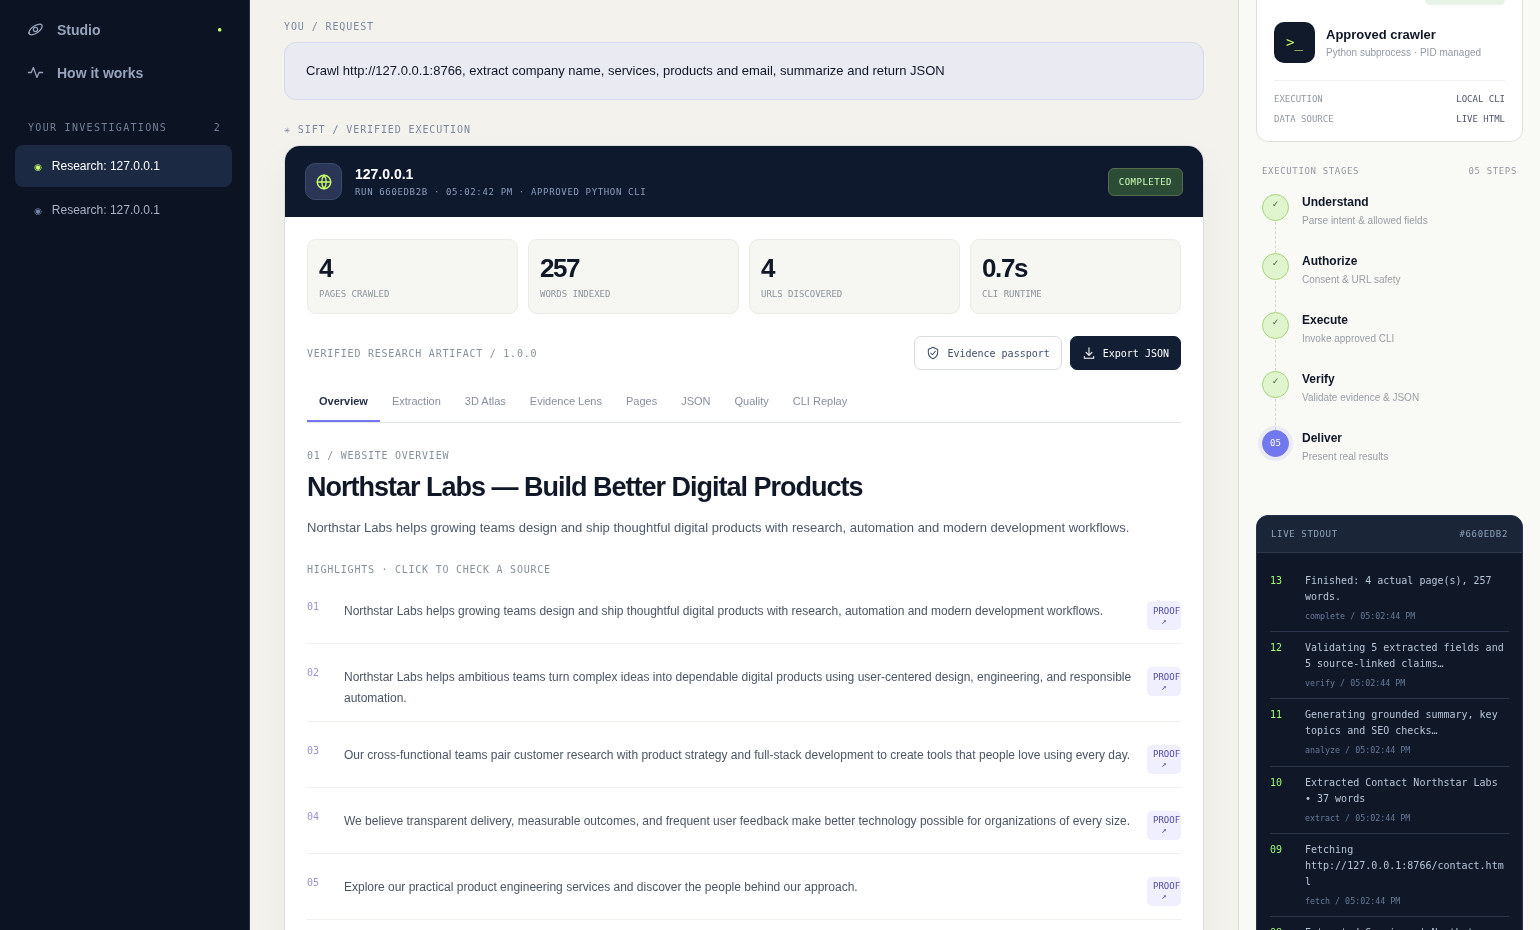 Studio
How it works
YOUR INVESTIGATIONS 2
Research: 127.0.0.1
Research: 127.0.0.1
YOU / REQUEST
Crawl http://127.0.0.1:8766, extract company name, services, products and email, summarize and return JSON
✳ SIFT / VERIFIED EXECUTION
127.0.0.1
RUN 660EDB2B · 05:02:42 PM · APPROVED PYTHON CLI
COMPLETED
4
PAGES CRAWLED
257
WORDS INDEXED
4
URLS DISCOVERED
0.7s
CLI RUNTIME
VERIFIED RESEARCH ARTIFACT / 1.0.0
Evidence passport
Export JSON
Overview Extraction 3D Atlas Evidence Lens Pages JSON Quality CLI Replay
01 / WEBSITE OVERVIEW
Northstar Labs — Build Better Digital Products
Northstar Labs helps growing teams design and ship thoughtful digital products with research, automation and modern development workflows.
HIGHLIGHTS · CLICK TO CHECK A SOURCE
01 Northstar Labs helps growing teams design and ship thoughtful digital products with research, automation and modern development workflows. PROOF ↗
02 Northstar Labs helps ambitious teams turn complex ideas into dependable digital products using user-centered design, engineering, and responsible
automation. PROOF ↗
03 Our cross-functional teams pair customer research with product strategy and full-stack development to create tools that people love using every day. PROOF ↗
04 We believe transparent delivery, measurable outcomes, and frequent user feedback make better technology possible for organizations of every size. PROOF ↗
05 Explore our practical product engineering services and discover the people behind our approach. PROOF ↗
>_
Approved crawler
Python subprocess · PID managed
EXECUTION LOCAL CLI
DATA SOURCE LIVE HTML
EXECUTION STAGES 05 STEPS
✓ Understand
Parse intent & allowed fields
✓ Authorize
Consent & URL safety
✓ Execute
Invoke approved CLI
✓ Verify
Validate evidence & JSON
05 Deliver
Present real results
LIVE STDOUT #660EDB2
13 Finished: 4 actual page(s), 257
words.
complete / 05:02:44 PM
12 Validating 5 extracted fields and
5 source-linked claims…
verify / 05:02:44 PM
11 Generating grounded summary, key
topics and SEO checks…
analyze / 05:02:44 PM
10 Extracted Contact Northstar Labs
• 37 words
extract / 05:02:44 PM
09 Fetching
http://127.0.0.1:8766/contact.htm
l
fetch / 05:02:44 PM